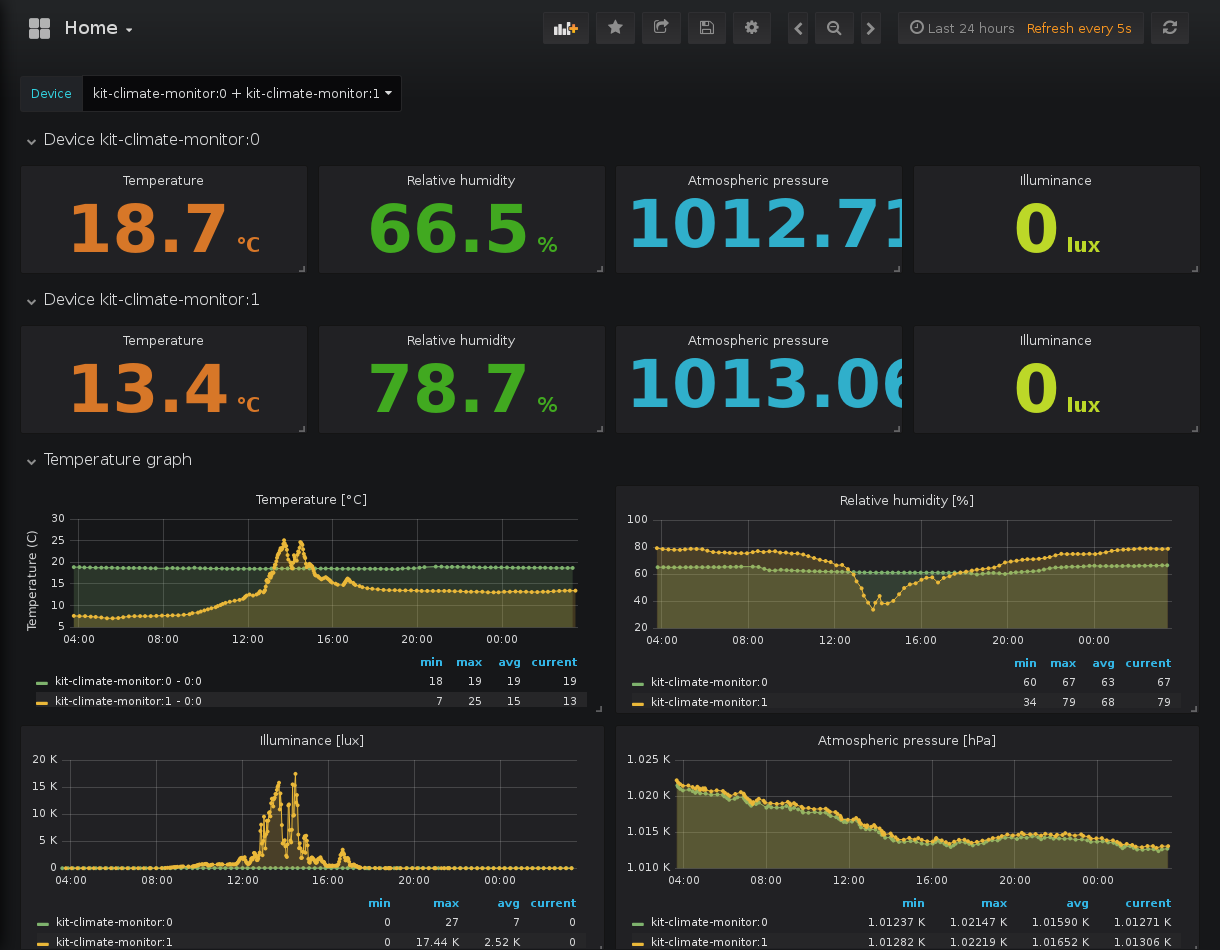 Home
Last 24 hours Refresh every 5s
Device kit-climate-monitor:0 + kit-climate-monitor:1
Device kit-climate-monitor:0
Temperature Relative humidity Atmospheric pressure Illuminance
18.7 °C 66.5 % 1012.71 0 lux
Device kit-climate-monitor:1
Temperature Relative humidity Atmospheric pressure Illuminance
13.4 °C 78.7 % 1013.06 0 lux
Temperature graph
Temperature [°C]
Temperature (C)
30
25
20
15
10
5
04:00 08:00 12:00 16:00 20:00 00:00
min max avg current
kit-climate-monitor:0 - 0:0 18 19 19 19
kit-climate-monitor:1 - 0:0 7 25 15 13
Relative humidity [%]
100
80
60
40
20
04:00 08:00 12:00 16:00 20:00 00:00
min max avg current
kit-climate-monitor:0 60 67 63 67
kit-climate-monitor:1 34 79 68 79
Illuminance [lux]
20 K
15 K
10 K
5 K
0
04:00 08:00 12:00 16:00 20:00 00:00
min max avg current
kit-climate-monitor:0 0 27 7 0
kit-climate-monitor:1 0 17.44 K 2.52 K 0
Atmospheric pressure [hPa]
1.025 K
1.020 K
1.015 K
1.010 K
04:00 08:00 12:00 16:00 20:00 00:00
min max avg current
kit-climate-monitor:0 1.01237 K 1.02147 K 1.01590 K 1.01271 K
kit-climate-monitor:1 1.01282 K 1.02219 K 1.01652 K 1.01306 K